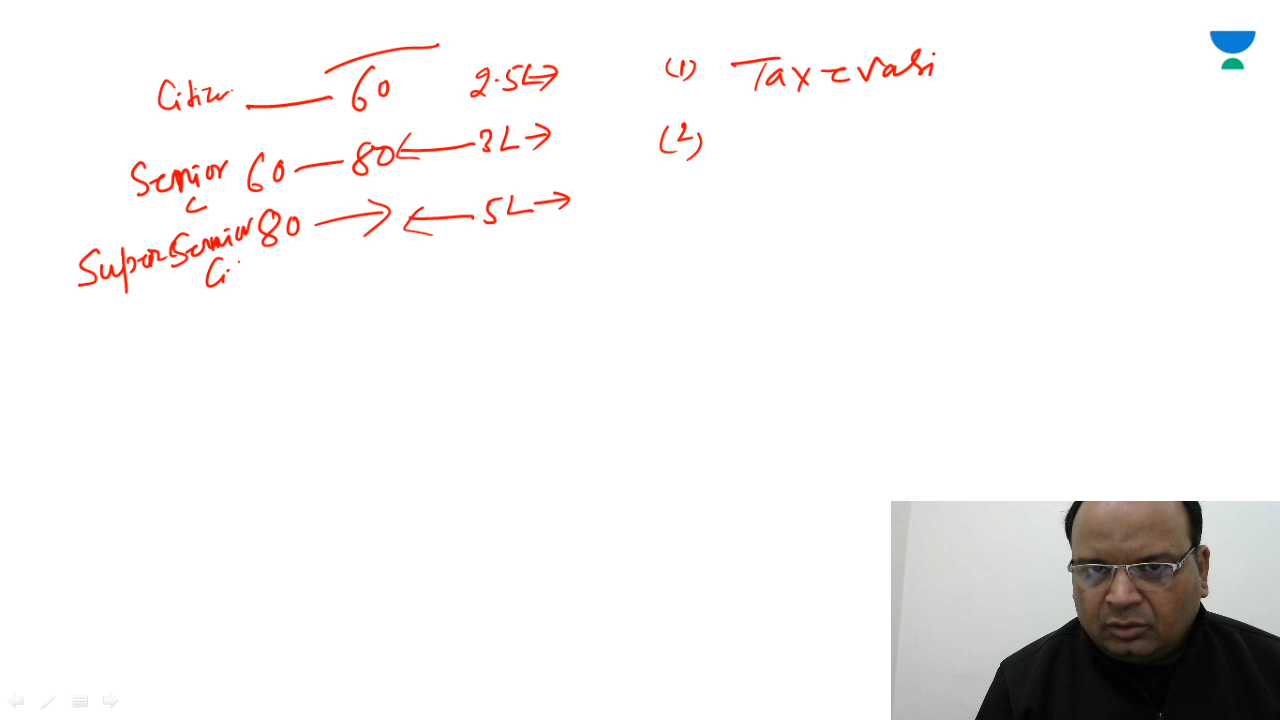 Citizen 60 2.5L
Senior 60 80 3L
C
Super Senior 80 5L
Ci..
(1) Tax evasi
(2)